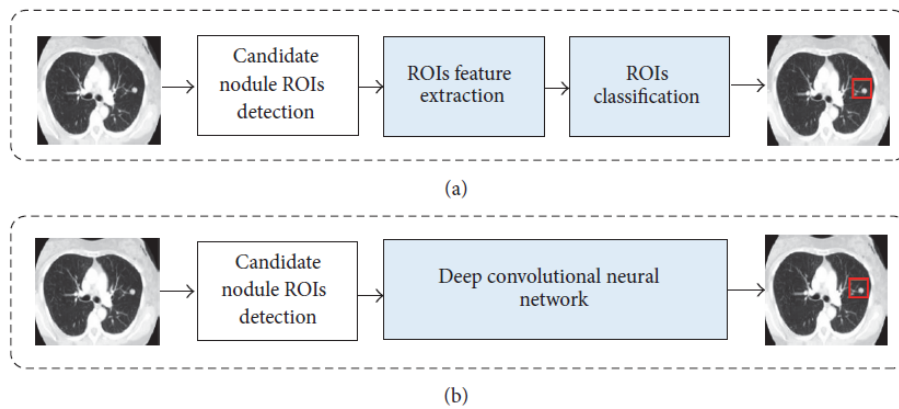 Candidate
nodule ROIs
detection
ROIs feature
extraction
ROIs
classification
(a)
Candidate
nodule ROIs
detection
Deep convolutional neural
network
(b)